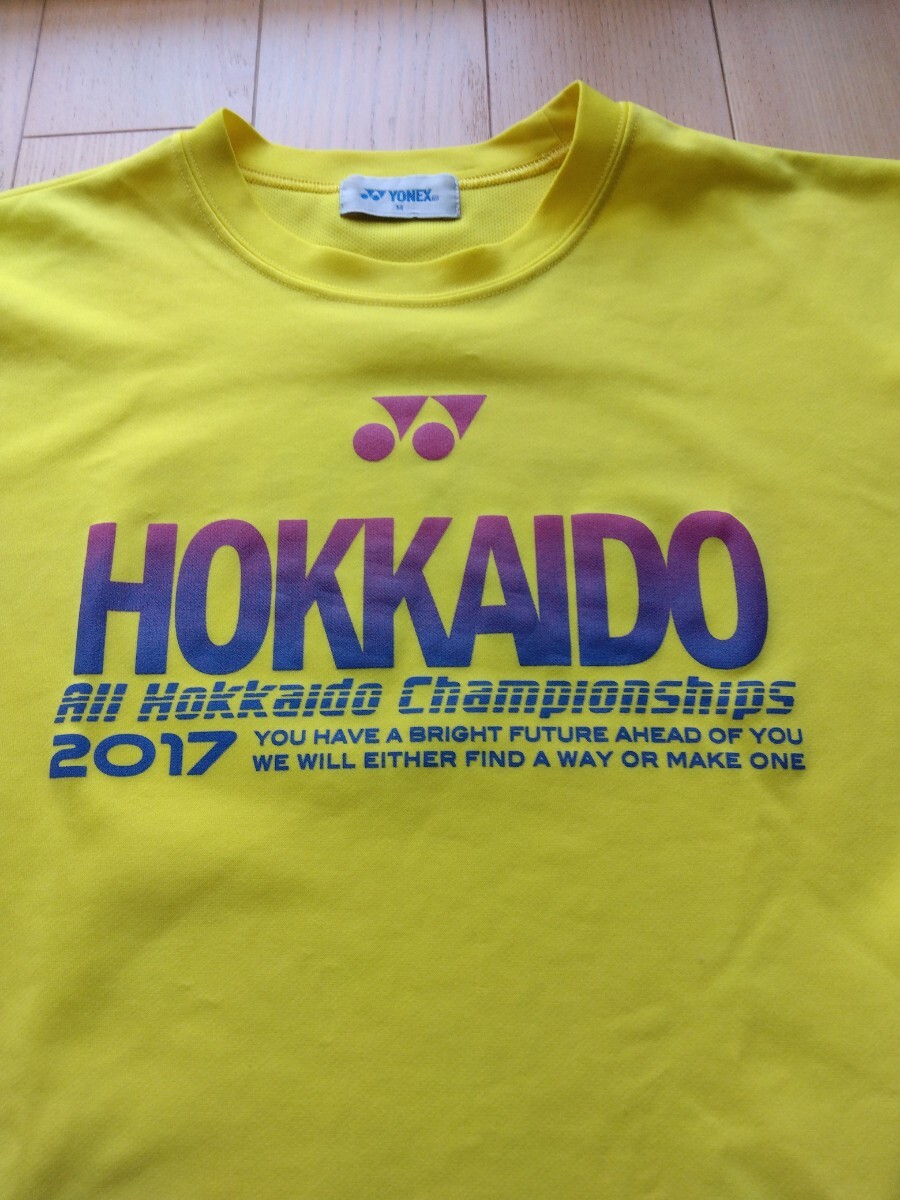 YONEX
HOKKAIDO
All Hokkaido Championships
2017
YOU HAVE A BRIGHT FUTURE AHEAD OF YOU
WE WILL EITHER FIND A WAY OR MAKE ONE